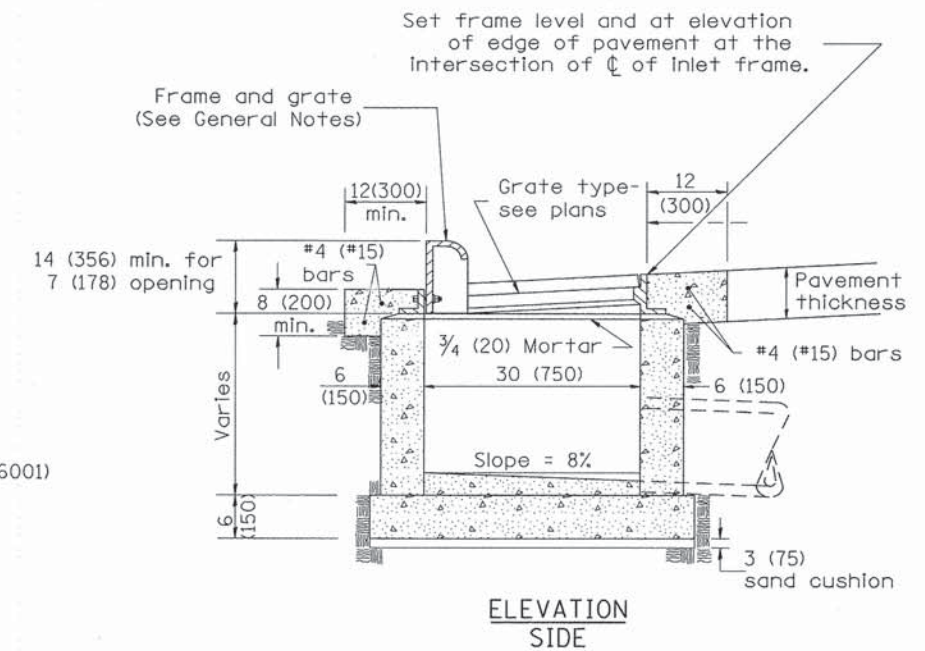 Set frame level and at elevation
of edge of pavement at the
intersection of ℄ of inlet frame.
Frame and grate
(See General Notes)
12(300)
min.
Grate type-
see plans
12
(300)
14 (356) min. for
7 (178) opening
#4 (#15)
bars
8 (200)
min.
Pavement
thickness
¾ (20) Mortar
#4 (#15) bars
6
(150)
30 (750)
6 (150)
Varies
Slope = 8%
6001)
6
(150)
3 (75)
sand cushion
ELEVATION
SIDE